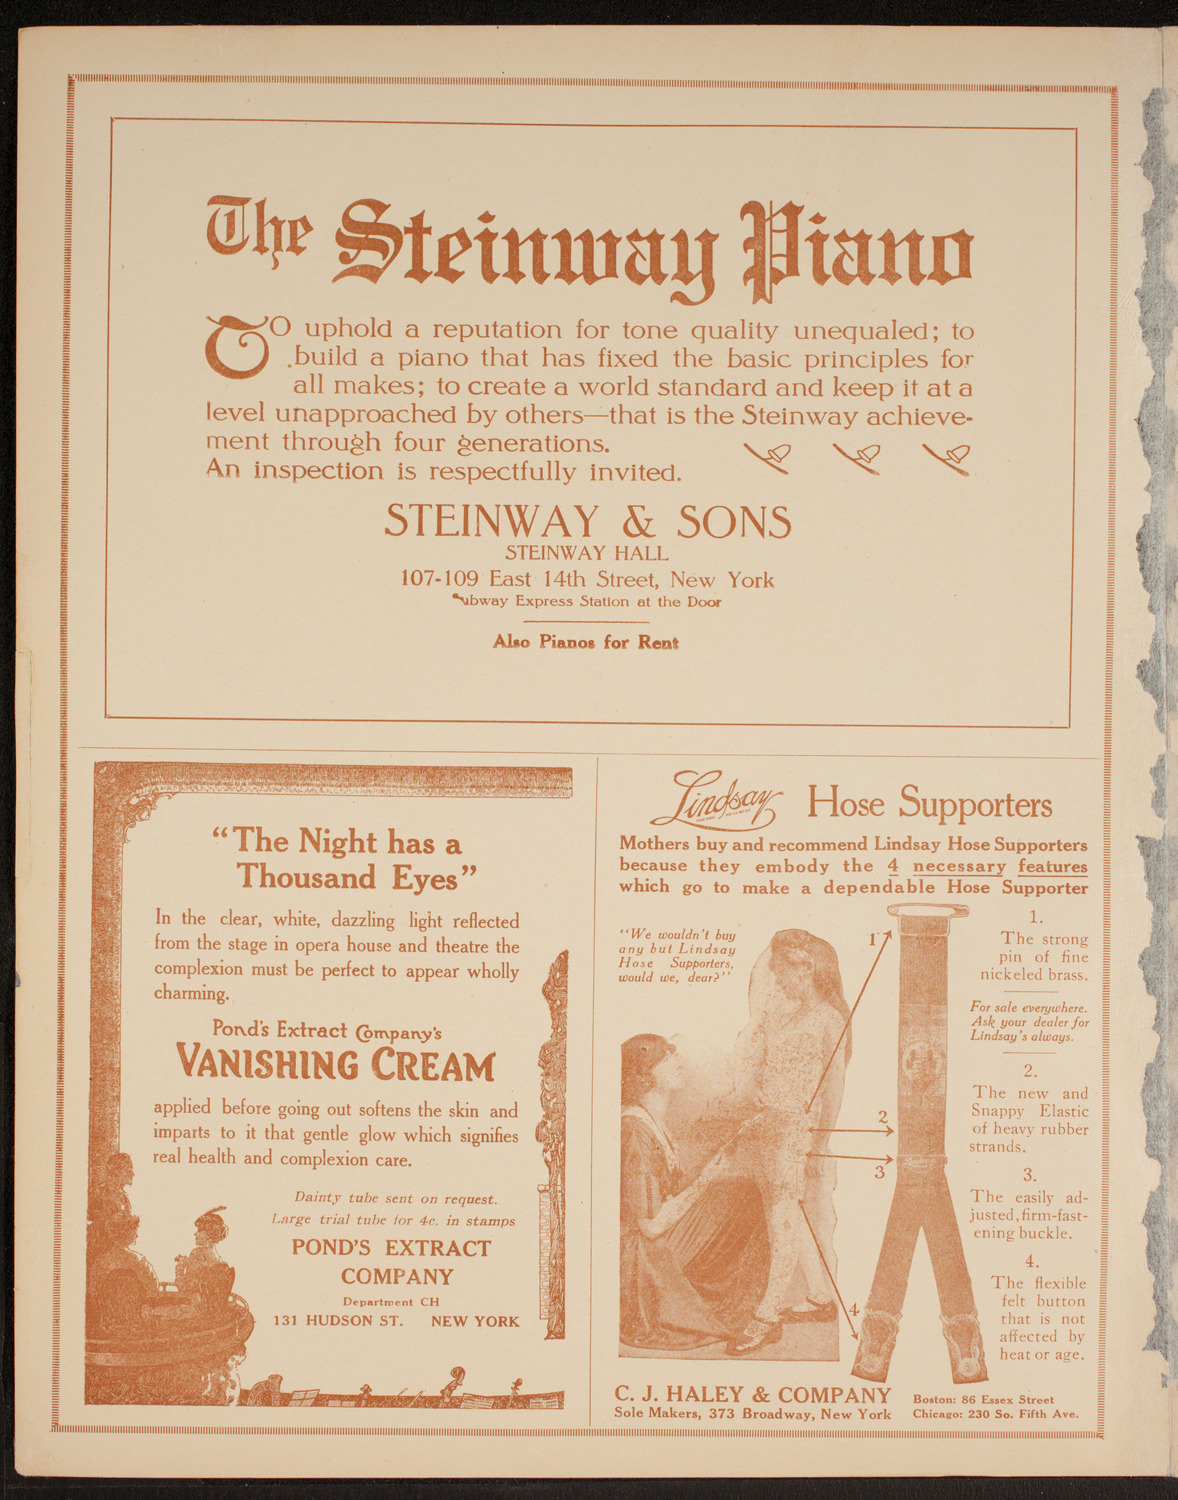 The Steinway Piano
TO uphold a reputation for tone quality unequaled; to
build a piano that has fixed the basic principles for
all makes; to create a world standard and keep it at a
level unapproached by others—that is the Steinway achieve-
ment through four generations.
An inspection is respectfully invited.
STEINWAY & SONS
STEINWAY HALL
107-109 East 14th Street, New York
Subway Express Station at the Door
Also Pianos for Rent
"The Night has a
Thousand Eyes"
In the clear, white, dazzling light reflected
from the stage in opera house and theatre the
complexion must be perfect to appear wholly
charming.
Pond's Extract Company's
VANISHING CREAM
applied before going out softens the skin and
imparts to it that gentle glow which signifies
real health and complexion care.
Dainty tube sent on request.
Large trial tube for 4c. in stamps
POND'S EXTRACT
COMPANY
Department CH
131 HUDSON ST. NEW YORK
Lindsay Hose Supporters
Mothers buy and recommend Lindsay Hose Supporters
because they embody the 4 necessary features
which go to make a dependable Hose Supporter
"We wouldn't buy
any but Lindsay
Hose Supporters,
would we, dear?"
1
2
3
4
1.
The strong
pin of fine
nickeled brass.
For sale everywhere.
Ask your dealer for
Lindsay's always.
2.
The new and
Snappy Elastic
of heavy rubber
strands.
3.
The easily ad-
justed, firm-fast-
ening buckle.
4.
The flexible
felt button
that is not
affected by
heat or age.
C. J. HALEY & COMPANY
Sole Makers, 373 Broadway, New York
Boston: 86 Essex Street
Chicago: 230 So. Fifth Ave.